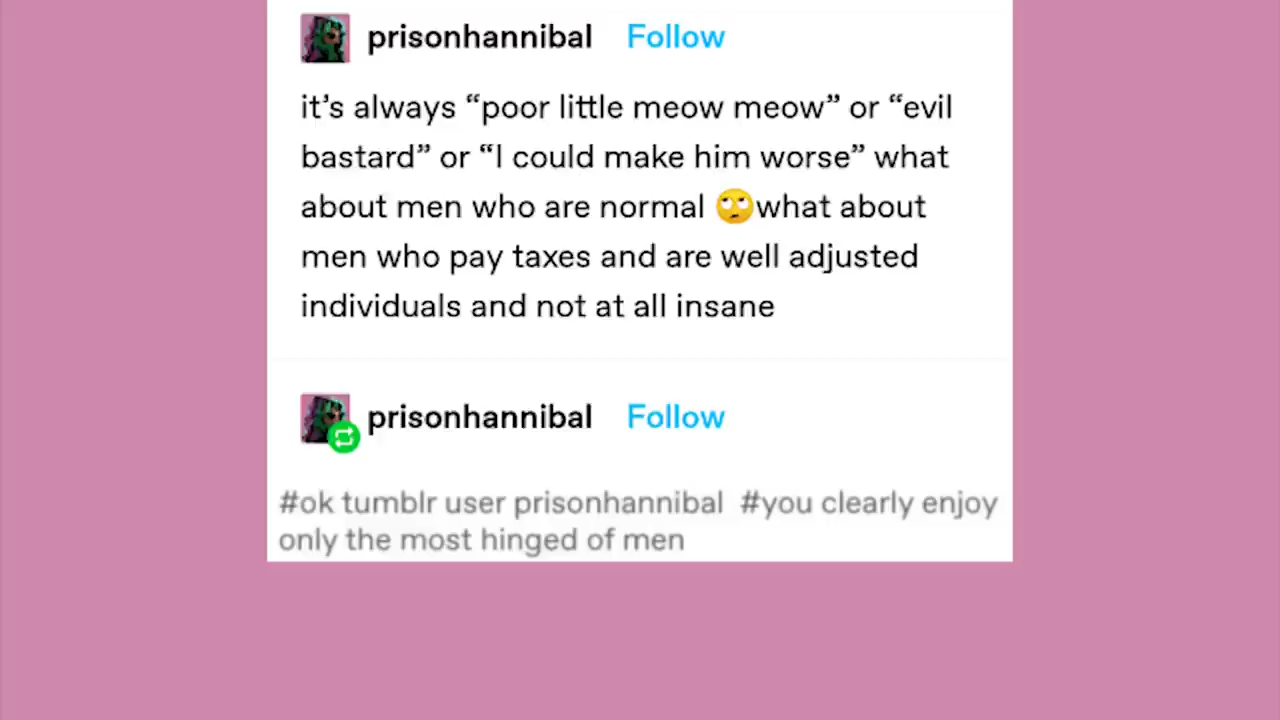 prisonhannibal Follow
it’s always “poor little meow meow” or “evil
bastard” or “I could make him worse” what
about men who are normal 🙄what about
men who pay taxes and are well adjusted
individuals and not at all insane
prisonhannibal Follow
#ok tumblr user prisonhannibal #you clearly enjoy
only the most hinged of men